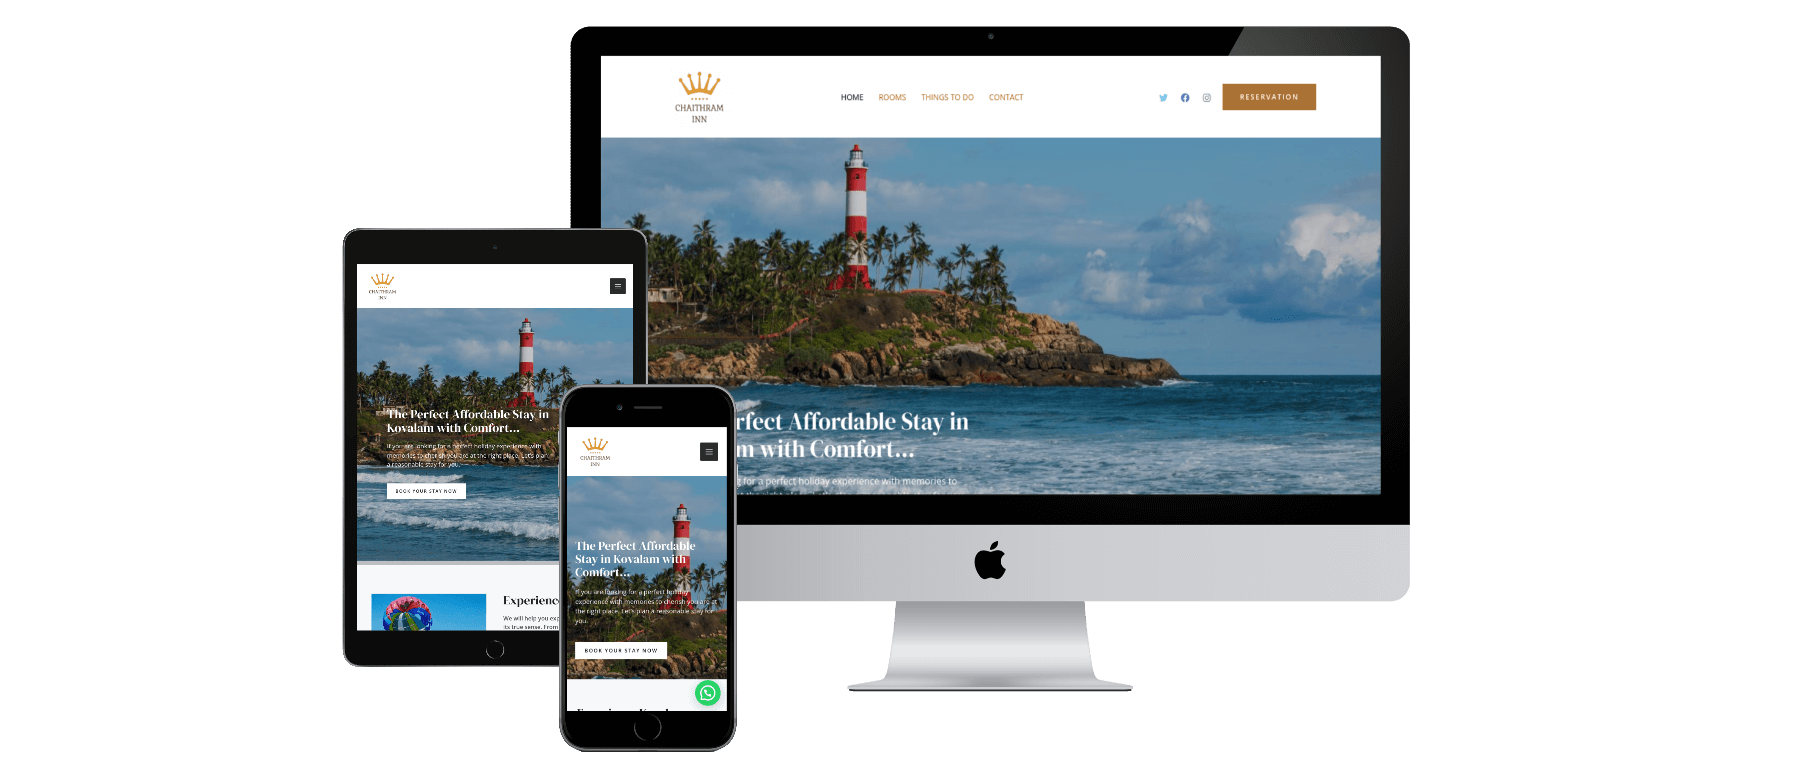 CHAITHRAM
INN
HOME ROOMS THINGS TO DO CONTACT
RESERVATION
rfect Affordable Stay in
m with Comfort...
for a perfect holiday experience with memories to
CHAITHRAM
INN
The Perfect Affordable Stay in
Kovalam with Comfort...
If you are looking for a perfect holiday experience with
memories to cherish you are at the right place. Let's plan
a reasonable stay for you.
BOOK YOUR STAY NOW
Experienc
We will help you exp
its true sense. From
CHAITHRAM
INN
The Perfect Affordable
Stay in Kovalam with
Comfort...
If you are looking for a perfect holiday
experience with memories to cherish you are at
the right place. Let's plan a reasonable stay for
you.
BOOK YOUR STAY NOW